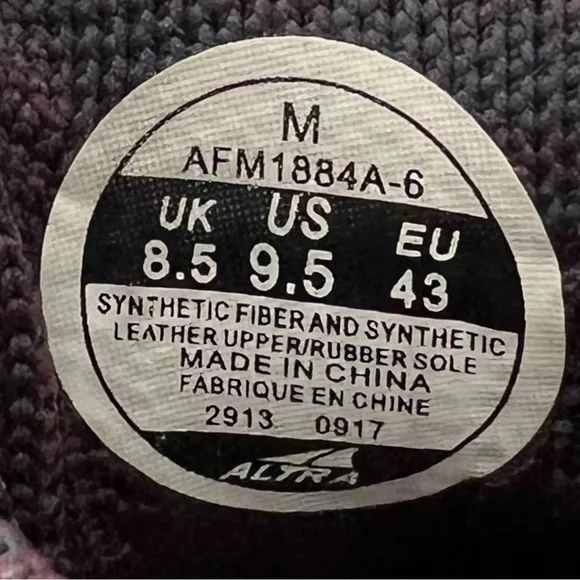 M
AFM1884A-6
UK US EU
8.5 9.5 43
SYNTHETIC FIBER AND SYNTHETIC
LEATHER UPPER/RUBBER SOLE
MADE IN CHINA
FABRIQUE EN CHINE
2913 0917
ALTRA